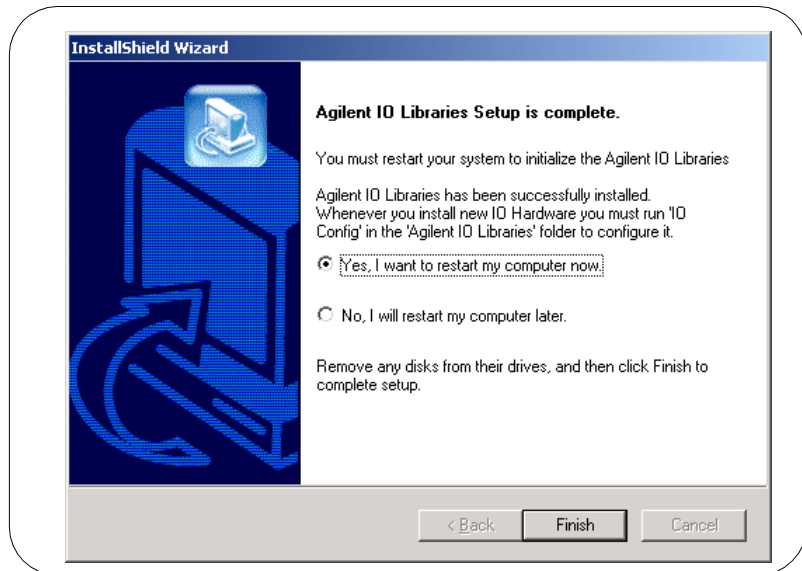 InstallShield Wizard
Agilent IO Libraries Setup is complete.
You must restart your system to initialize the Agilent IO Libraries
Agilent IO Libraries has been successfully installed.
Whenever you install new IO Hardware you must run 'IO
Config' in the 'Agilent IO Libraries' folder to configure it.
Yes, I want to restart my computer now.
No, I will restart my computer later.
Remove any disks from their drives, and then click Finish to
complete setup.
< Back
Finish
Cancel